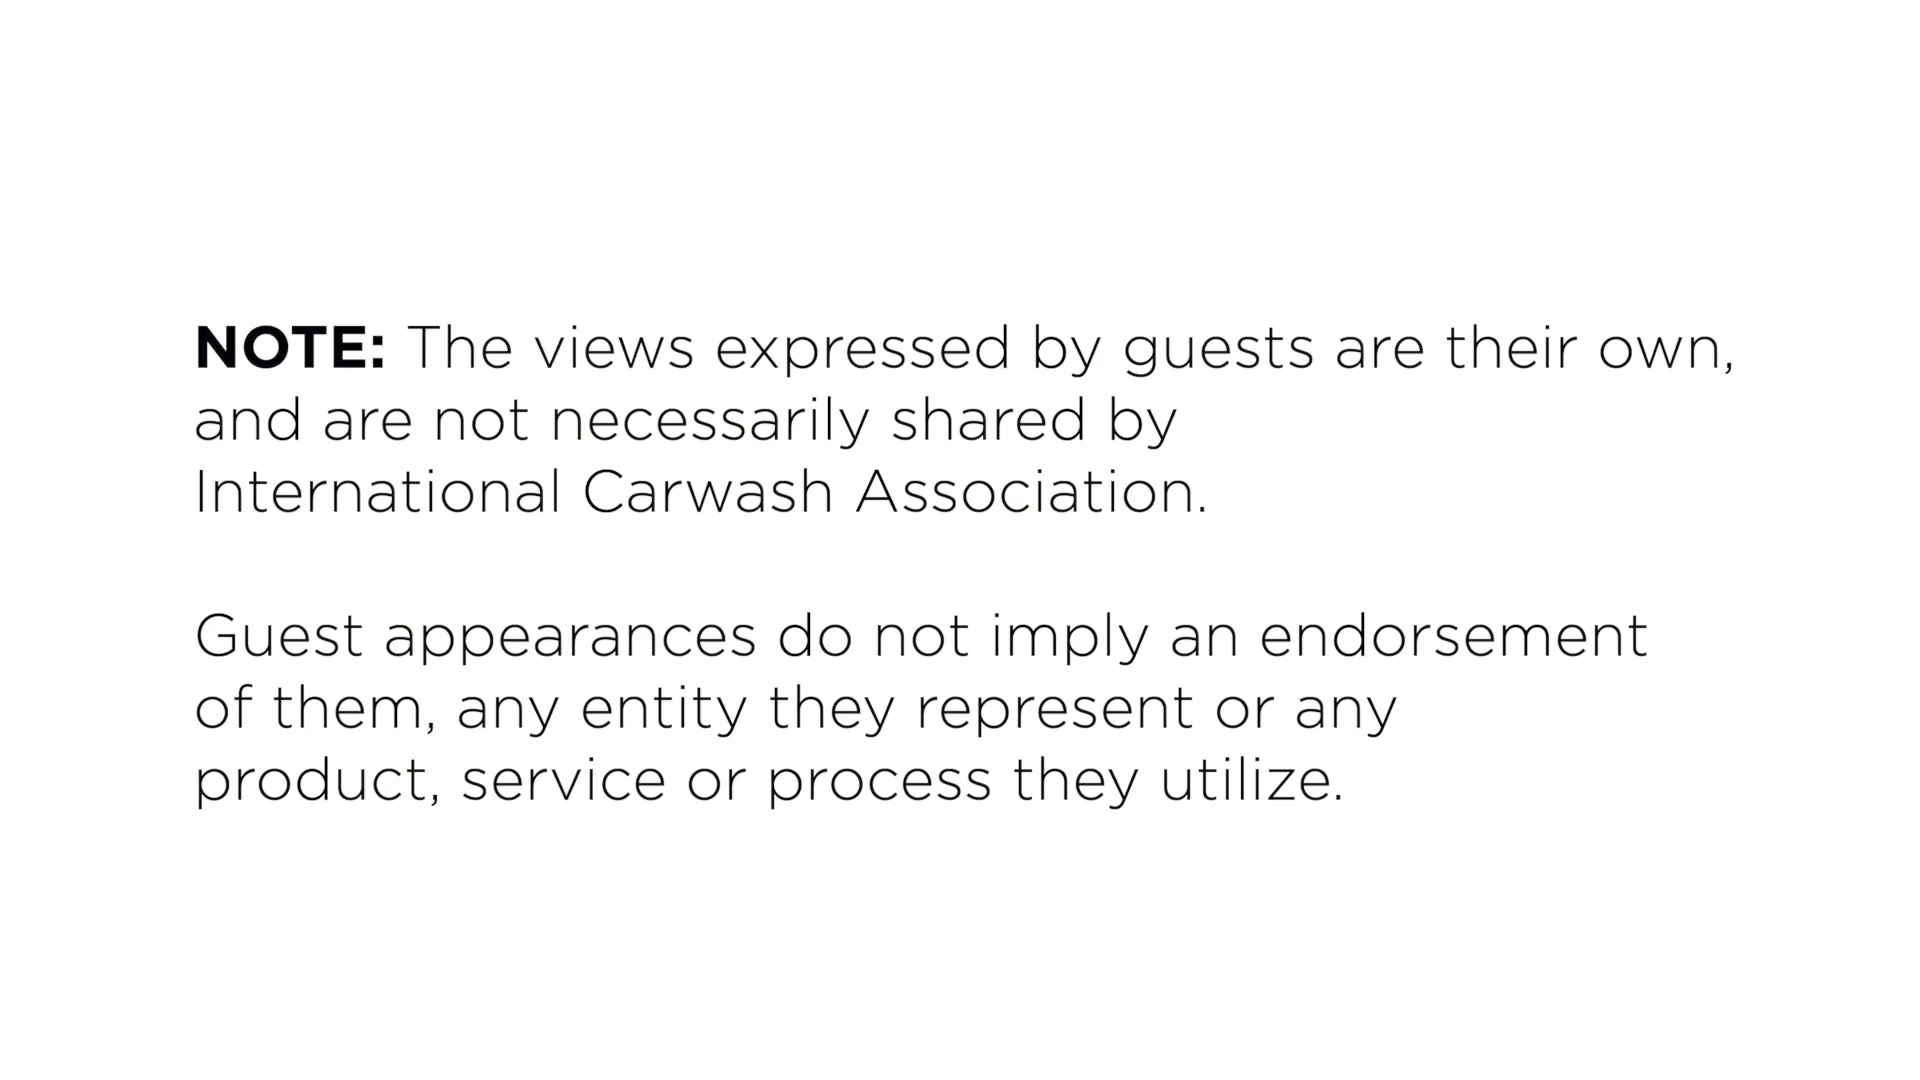 NOTE: The views expressed by guests are their own,
and are not necessarily shared by
International Carwash Association.
Guest appearances do not imply an endorsement
of them, any entity they represent or any
product, service or process they utilize.